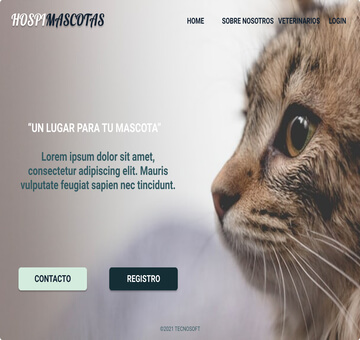 HOSPIMASCOTAS
HOME SOBRE NOSOTROS VETERINARIOS LOGIN
"UN LUGAR PARA TU MASCOTA"
Lorem ipsum dolor sit amet,
consectetur adipiscing elit. Mauris
vulputate feugiat sapien nec tincidunt.
CONTACTO REGISTRO
©2021 TECNOSOFT